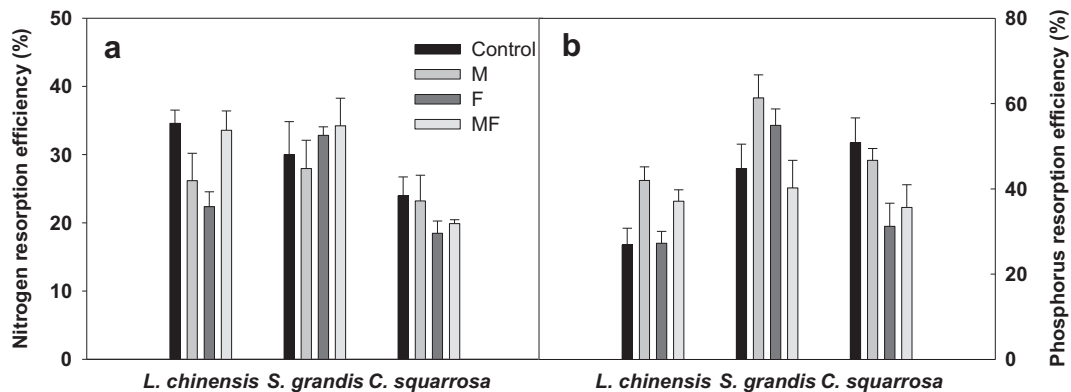 Nitrogen resorption efficiency (%)
50
40
30
20
10
0
a
Control
M
F
MF
L. chinensis S. grandis C. squarrosa
b
L. chinensis S. grandis C. squarrosa
80
60
40
20
0
Phosphorus resorption efficiency (%)